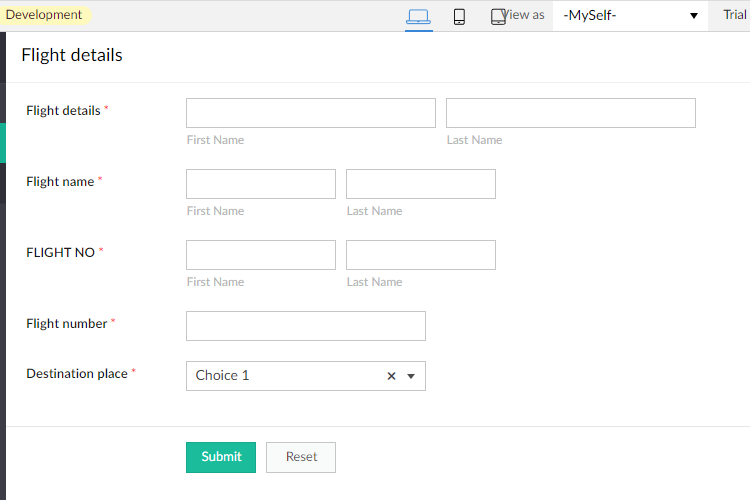 Development View as -MySelf- Trial
Flight details
Flight details *
First Name Last Name
Flight name *
First Name Last Name
FLIGHT NO *
First Name Last Name
Flight number *
Destination place * Choice 1
Submit Reset